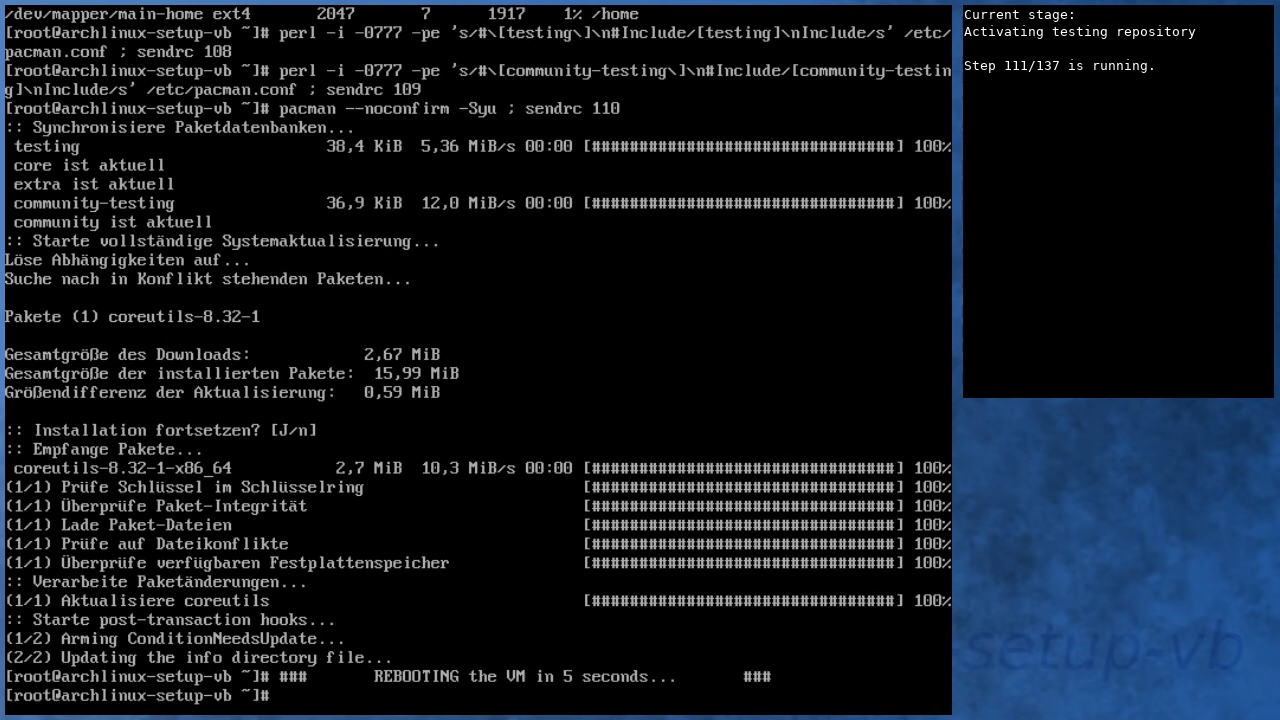 /dev/mapper/main-home ext4       2047       7      1917    1% /home
[root@archlinux-setup-vb ~]# perl -i -0777 -pe 's/#\[testing\]\n#Include/[testing]\nInclude/s' /etc/
pacman.conf ; sendrc 108
[root@archlinux-setup-vb ~]# perl -i -0777 -pe 's/#\[community-testing\]\n#Include/[community-testin
g]\nInclude/s' /etc/pacman.conf ; sendrc 109
[root@archlinux-setup-vb ~]# pacman --noconfirm -Syu ; sendrc 110
:: Synchronisiere Paketdatenbanken...
 testing                          38,4 KiB  5,36 MiB/s 00:00 [################################] 100%
 core ist aktuell
 extra ist aktuell
 community-testing                36,9 KiB  12,0 MiB/s 00:00 [################################] 100%
 community ist aktuell
:: Starte vollständige Systemaktualisierung...
Löse Abhängigkeiten auf...
Suche nach in Konflikt stehenden Paketen...
Pakete (1) coreutils-8.32-1
Gesamtgröße des Downloads:            2,67 MiB
Gesamtgröße der installierten Pakete:  15,99 MiB
Größendifferenz der Aktualisierung:   0,59 MiB
:: Installation fortsetzen? [J/n]
:: Empfange Pakete...
 coreutils-8.32-1-x86_64           2,7 MiB  10,3 MiB/s 00:00 [################################] 100%
(1/1) Prüfe Schlüssel im Schlüsselring                       [################################] 100%
(1/1) Überprüfe Paket-Integrität                             [################################] 100%
(1/1) Lade Paket-Dateien                                     [################################] 100%
(1/1) Prüfe auf Dateikonflikte                               [################################] 100%
(1/1) Überprüfe verfügbaren Festplattenspeicher              [################################] 100%
:: Verarbeite Paketänderungen...
(1/1) Aktualisiere coreutils                                 [################################] 100%
:: Starte post-transaction hooks...
(1/2) Arming ConditionNeedsUpdate...
(2/2) Updating the info directory file...
[root@archlinux-setup-vb ~]# ###       REBOOTING the VM in 5 seconds...       ###
[root@archlinux-setup-vb ~]#
Current stage:
Activating testing repository
Step 111/137 is running.
setup-vb